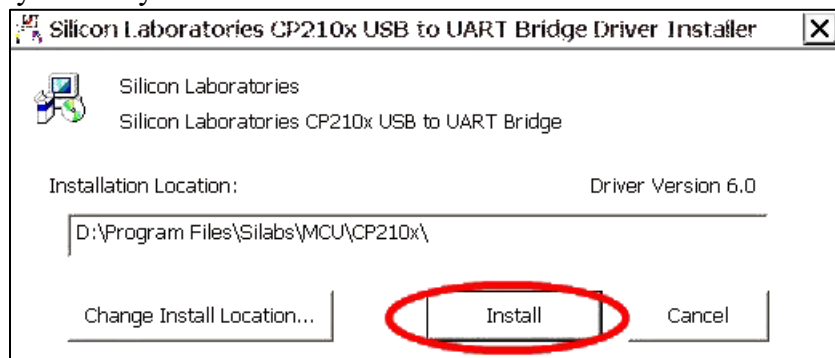 Silicon Laboratories CP210x USB to UART Bridge Driver Installer
Silicon Laboratories
Silicon Laboratories CP210x USB to UART Bridge
Installation Location:
Driver Version 6.0
D:\Program Files\Silabs\MCU\CP210x\
Change Install Location...
Install
Cancel